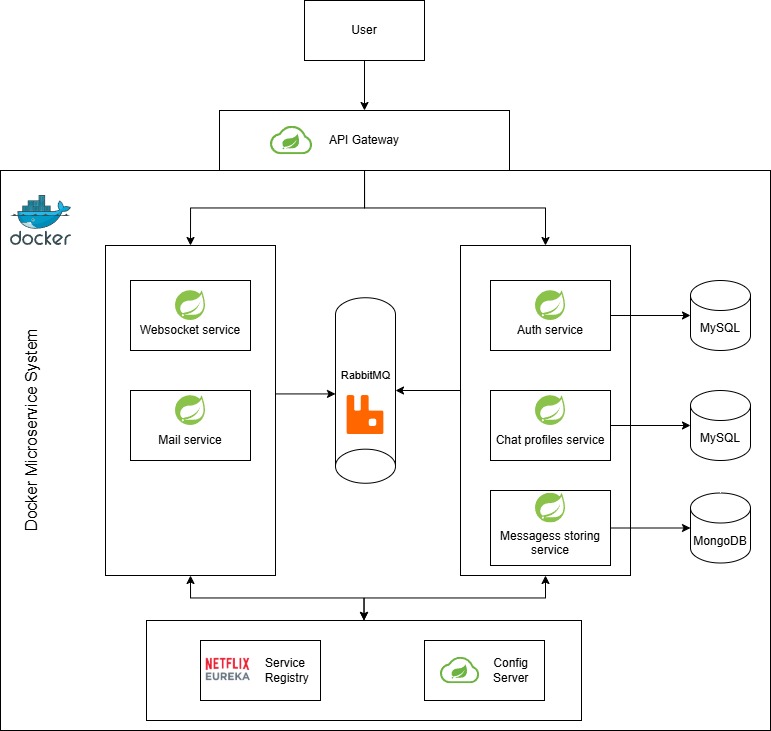 User
API Gateway
docker
Docker Microservice System
Websocket service
Mail service
RabbitMQ
Auth service
Chat profiles service
Messagess storing
service
MySQL
MySQL
MongoDB
NETFLIX
EUREKA
Service
Registry
Config
Server